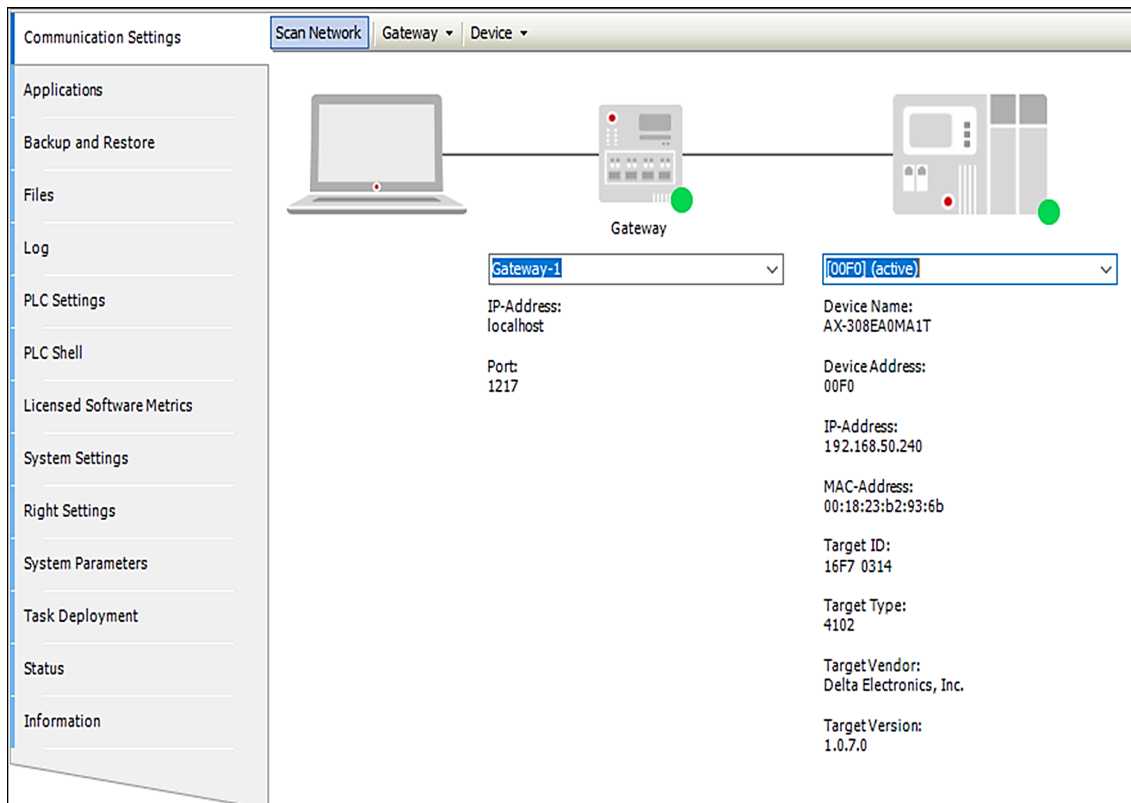 Communication Settings
Applications
Backup and Restore
Files
Log
PLC Settings
PLC Shell
Licensed Software Metrics
System Settings
Right Settings
System Parameters
Task Deployment
Status
Information
Scan Network
Gateway
Device
Gateway
Gateway-1
IP-Address:
localhost
Port:
1217
[00F0] (active)
Device Name:
AX-308EA0MA1T
Device Address:
00F0
IP-Address:
192.168.50.240
MAC-Address:
00:18:23:b2:93:6b
Target ID:
16F7 0314
Target Type:
4102
Target Vendor:
Delta Electronics, Inc.
Target Version:
1.0.7.0